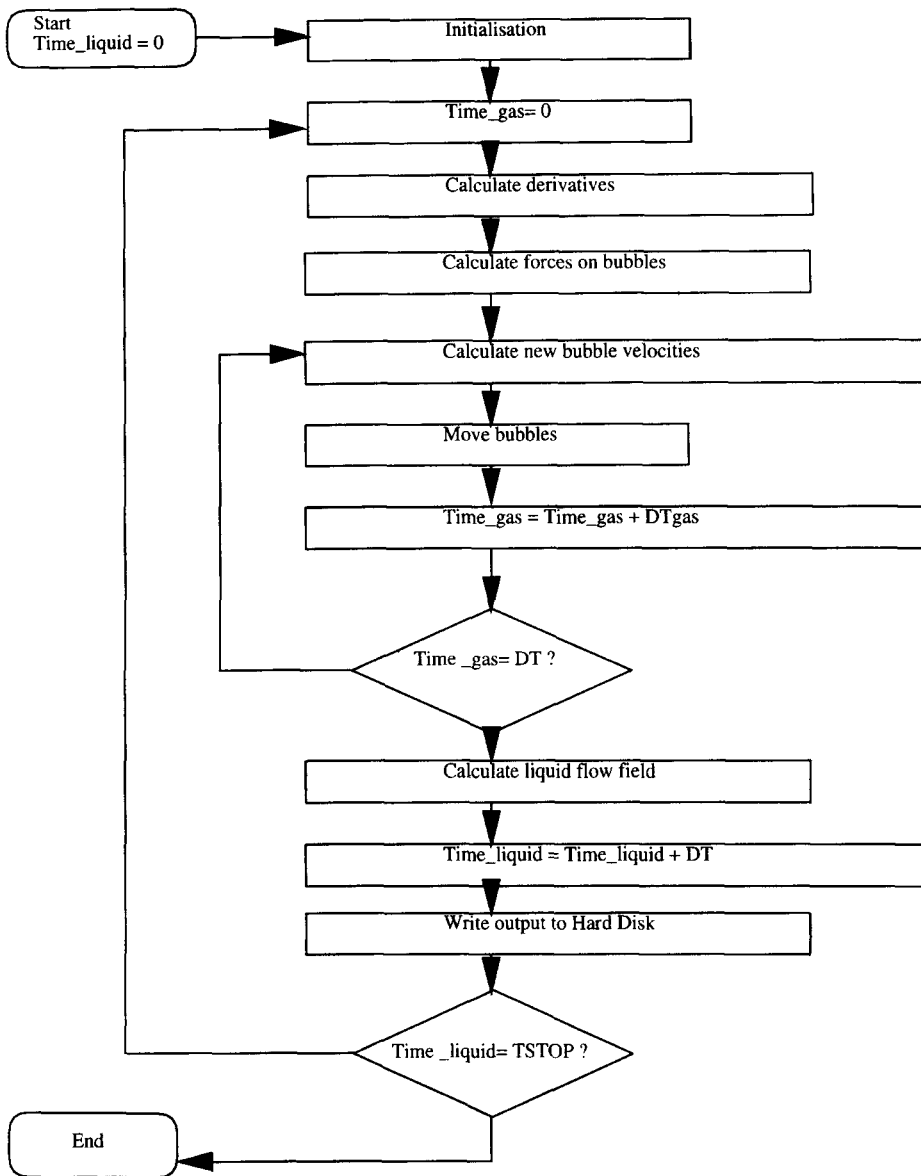 Start
Time_liquid = 0
Initialisation
Time_gas= 0
Calculate derivatives
Calculate forces on bubbles
Calculate new bubble velocities
Move bubbles
Time_gas = Time_gas + DTgas
Time _gas= DT ?
Calculate liquid flow field
Time_liquid = Time_liquid + DT
Write output to Hard Disk
Time _liquid= TSTOP ?
End